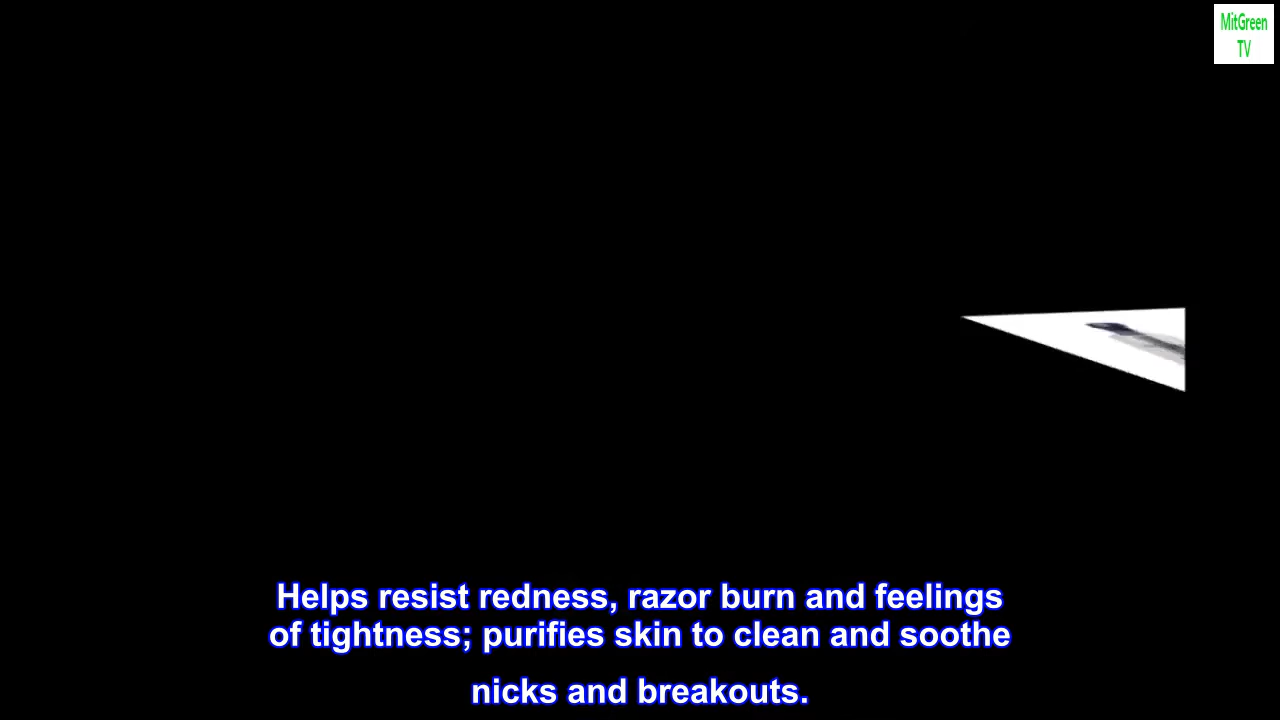 MitGreen
TV
Helps resist redness, razor burn and feelings
of tightness; purifies skin to clean and soothe
nicks and breakouts.